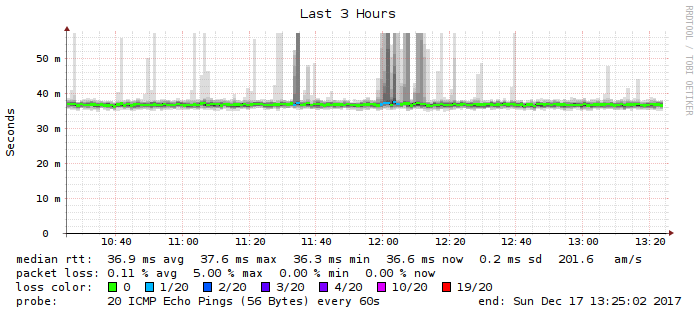 Last 3 Hours
RRDTOOL / TOBI OETIKER
Seconds
50 m
40 m
30 m
20 m
10 m
0
10:40 11:00 11:20 11:40 12:00 12:20 12:40 13:00 13:20
median rtt: 36.9 ms avg 37.6 ms max 36.3 ms min 36.6 ms now 0.2 ms sd 201.6 am/s
packet loss: 0.11 % avg 5.00 % max 0.00 % min 0.00 % now
loss color: 0 1/20 2/20 3/20 4/20 10/20 19/20
probe: 20 ICMP Echo Pings (56 Bytes) every 60s end: Sun Dec 17 13:25:02 2017